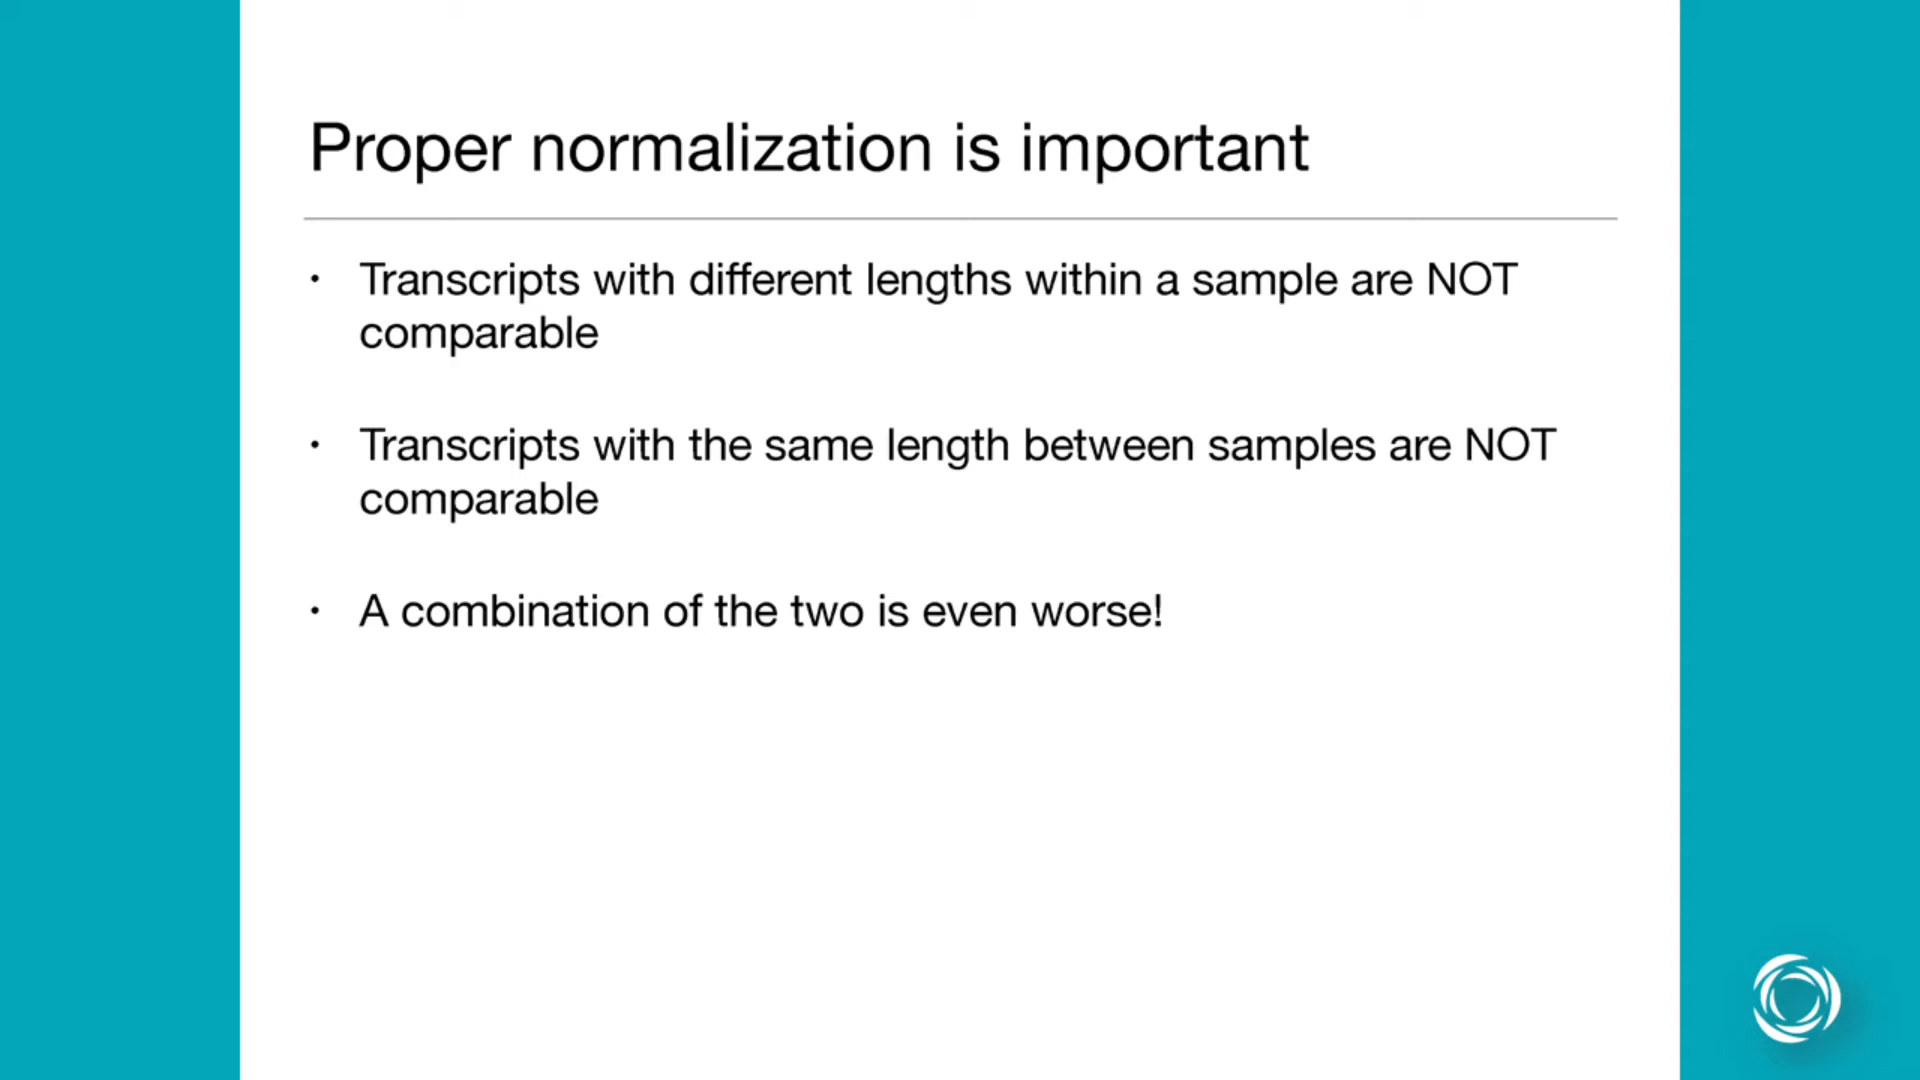 Proper normalization is important
• Transcripts with different lengths within a sample are NOT
comparable
• Transcripts with the same length between samples are NOT
comparable
• A combination of the two is even worse!